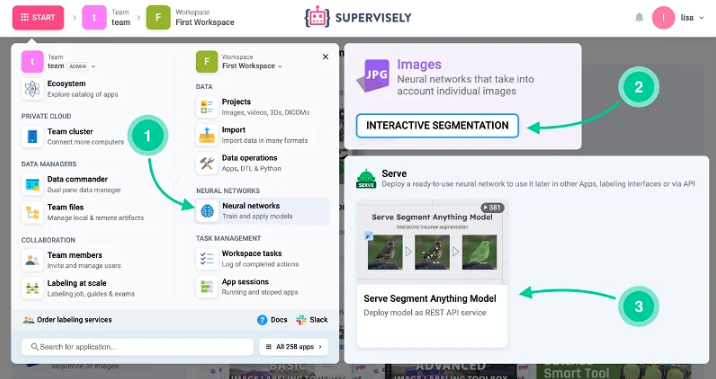 START
t
Team
team
F
Workspace
First Workspace
SUPERVISELY
l
lisa
t
Team
team ADMIN
Ecosystem
Explore catalog of apps
PRIVATE CLOUD
Team cluster
Connect more computers
DATA MANAGERS
Data commander
Dual pane data manager
Team files
Manage local & remote artifacts
COLLABORATION
Team members
Invite and manage users
Labeling at scale
Labeling job, guides & exams
F
Workspace
First Workspace
DATA
Projects
Images, videos, 3Ds, DICOMs
Import
Import data in many formats
Data operations
Apps, DTL & Python
NEURAL NETWORKS
Neural networks
Train and apply models
TASK MANAGEMENT
Workspace tasks
Log of completed actions
App sessions
Running and stoped apps
Order labeling services
Docs
Slack
Search for application...
All 258 apps
1
JPG
Images
Neural networks that take into
account individual images
INTERACTIVE SEGMENTATION
2
SERVE
Serve
Deploy a ready-to-use neural network to use it later in other Apps, labeling interfaces or via API
381
Serve Segment Anything Model
Interactive instance segmentation
Serve Segment Anything Model
Deploy model as REST API service
3
sequence of images
BASIC
ADVANCED
Smart Tool